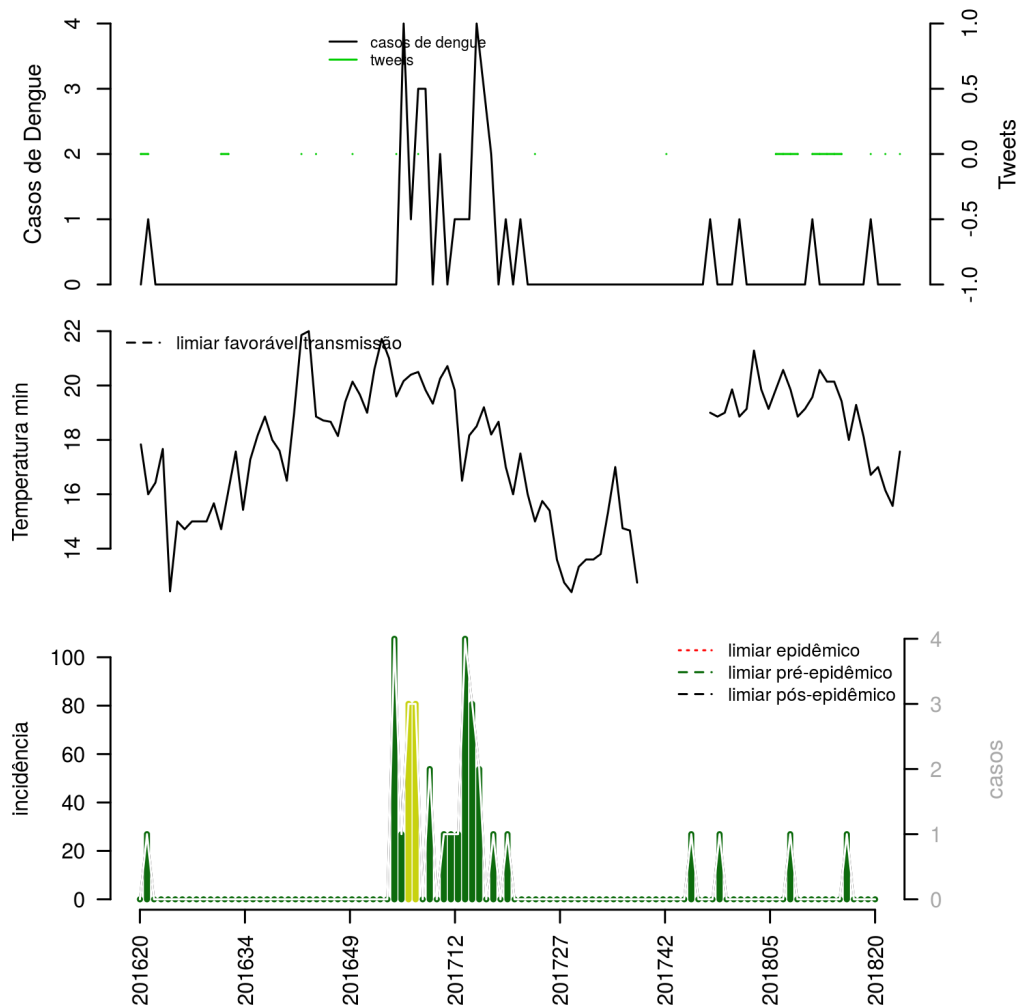 casos de dengue
tweets
Casos de Dengue
0 1 2 3 4
Tweets
-1.0 -0.5 0.0 0.5 1.0
limiar favorável transmissão
Temperatura min
14 16 18 20 22
limiar epidêmico
limiar pré-epidêmico
limiar pós-epidêmico
incidência
0 20 40 60 80 100
casos
0 1 2 3 4
201620 201634 201649 201712 201727 201742 201805 201820